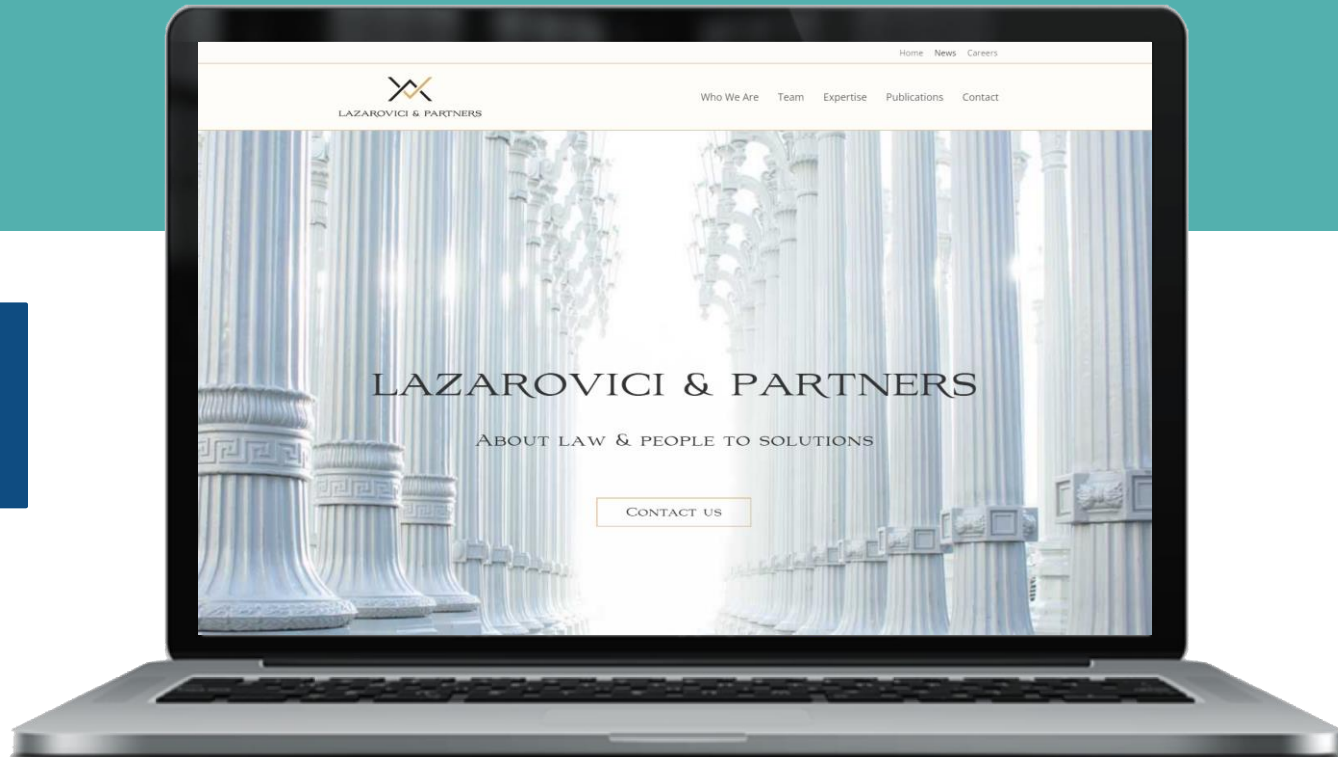 Home News Careers
LAZAROVICI & PARTNERS
Who We Are Team Expertise Publications Contact
LAZAROVICI & PARTNERS
ABOUT LAW & PEOPLE TO SOLUTIONS
CONTACT US